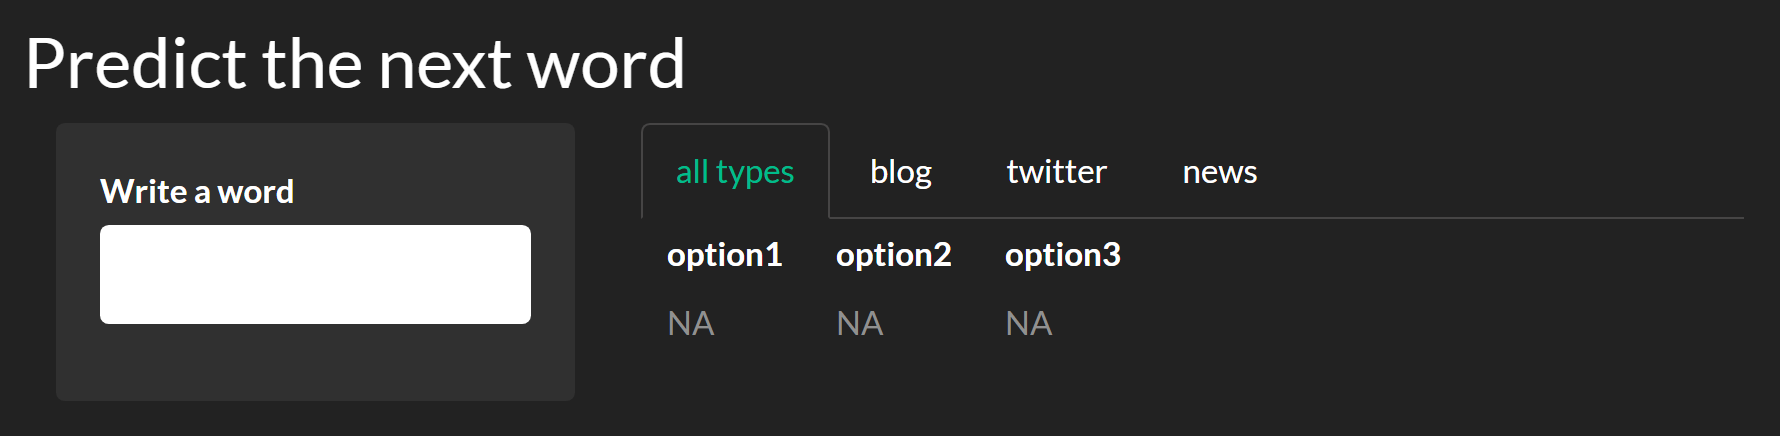 Predict the next word
Write a word
all types blog twitter news
option1 option2 option3
NA NA NA